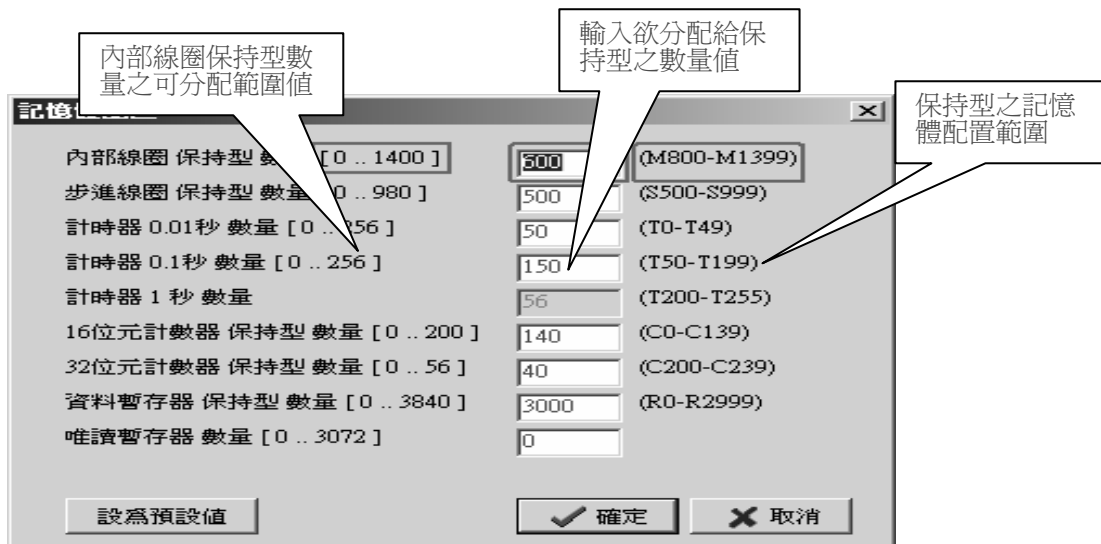 內部線圈保持型數
量之可分配範圍值
輸入欲分配給保
持型之數量值
保持型之記憶
體配置範圍
記憶
內部線圈 保持型 數 [ 0 .. 1400 ] 600 (M800-M1399)
步進線圈 保持型 數量 0 .. 980 ] 500 (S500-S999)
計時器 0.01秒 數量 [ 0 .. 256 ] 50 (T0-T49)
計時器 0.1秒 數量 [ 0 .. 256 ] 150 (T50-T199)
計時器 1 秒 數量 56 (T200-T255)
16位元計數器 保持型 數量 [ 0 .. 200 ] 140 (C0-C139)
32位元計數器 保持型 數量 [ 0 .. 56 ] 40 (C200-C239)
資料暫存器 保持型 數量 [ 0 .. 3840 ] 3000 (R0-R2999)
唯讀暫存器 數量 [ 0 .. 3072 ] 0
設爲預設值 確定 取消